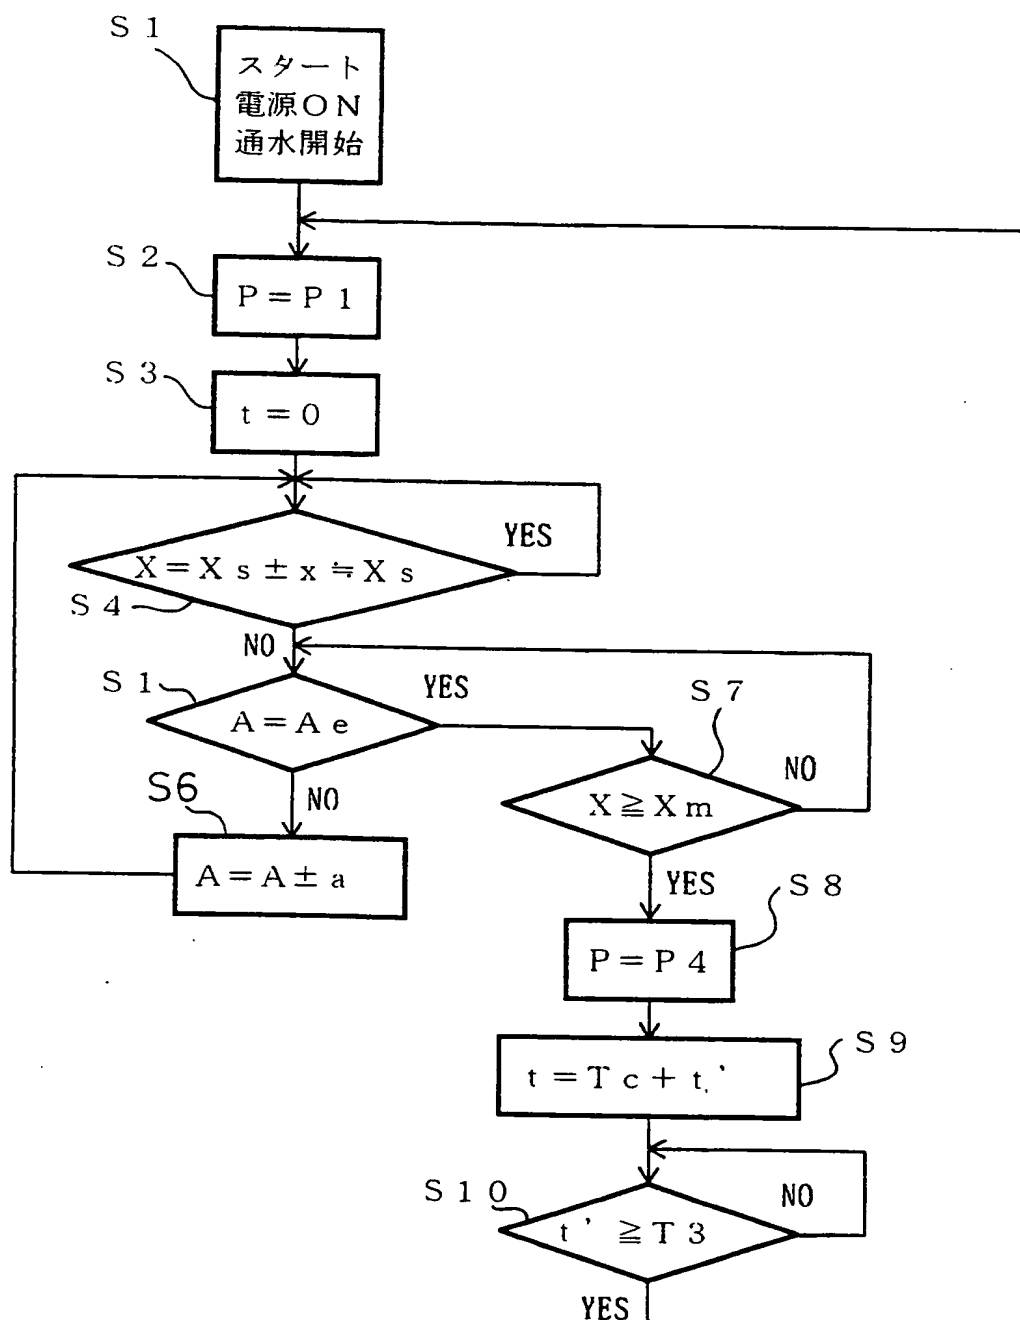 S 1
スタート
電源ON
通水開始
S 2
P = P 1
S 3
t = 0
YES
X = X s ± x ≒ X s
S 4
NO
S 1
YES
A = A e
S 7
NO
X ≧ X m
S6
NO
A = A ± a
YES
S 8
P = P 4
S 9
t = T c + t '
S 1 0
NO
t ' ≧ T 3
YES